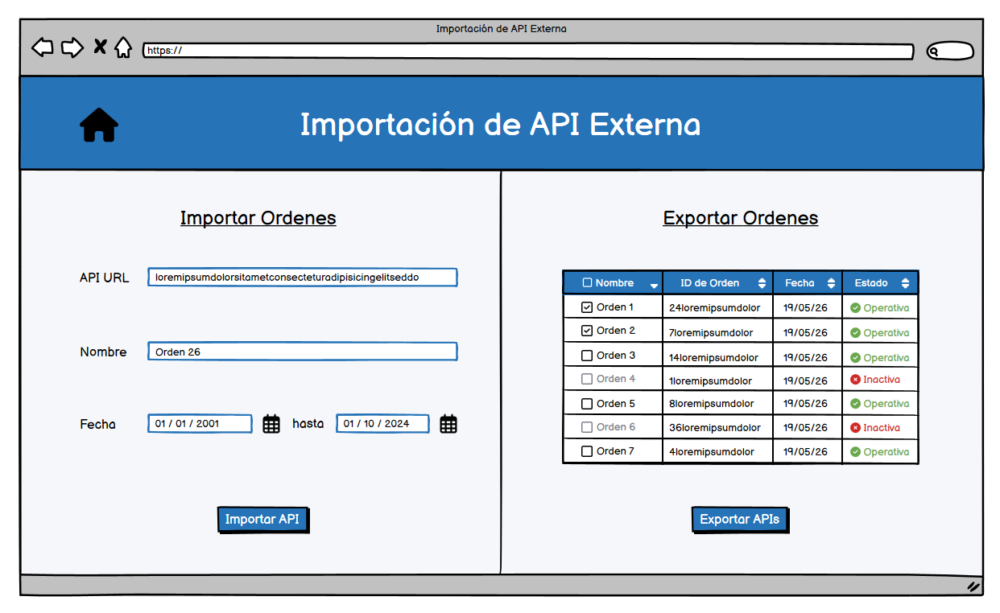 Importación de API Externa
https://
Importación de API Externa
Importar Ordenes
API URL loremipsumdolorsitametconsecteturadipisicingelitseddo
Nombre Orden 26
Fecha 01 / 01 / 2001 hasta 01 / 10 / 2024
Importar API
Exportar Ordenes
Nombre ID de Orden Fecha Estado
Orden 1 24loremipsumdolor 19/05/26 Operativa
Orden 2 7loremipsumdolor 19/05/26 Operativa
Orden 3 14loremipsumdolor 19/05/26 Operativa
Orden 4 1loremipsumdolor 19/05/26 Inactiva
Orden 5 8loremipsumdolor 19/05/26 Operativa
Orden 6 36loremipsumdolor 19/05/26 Inactiva
Orden 7 4loremipsumdolor 19/05/26 Operativa
Exportar APIs